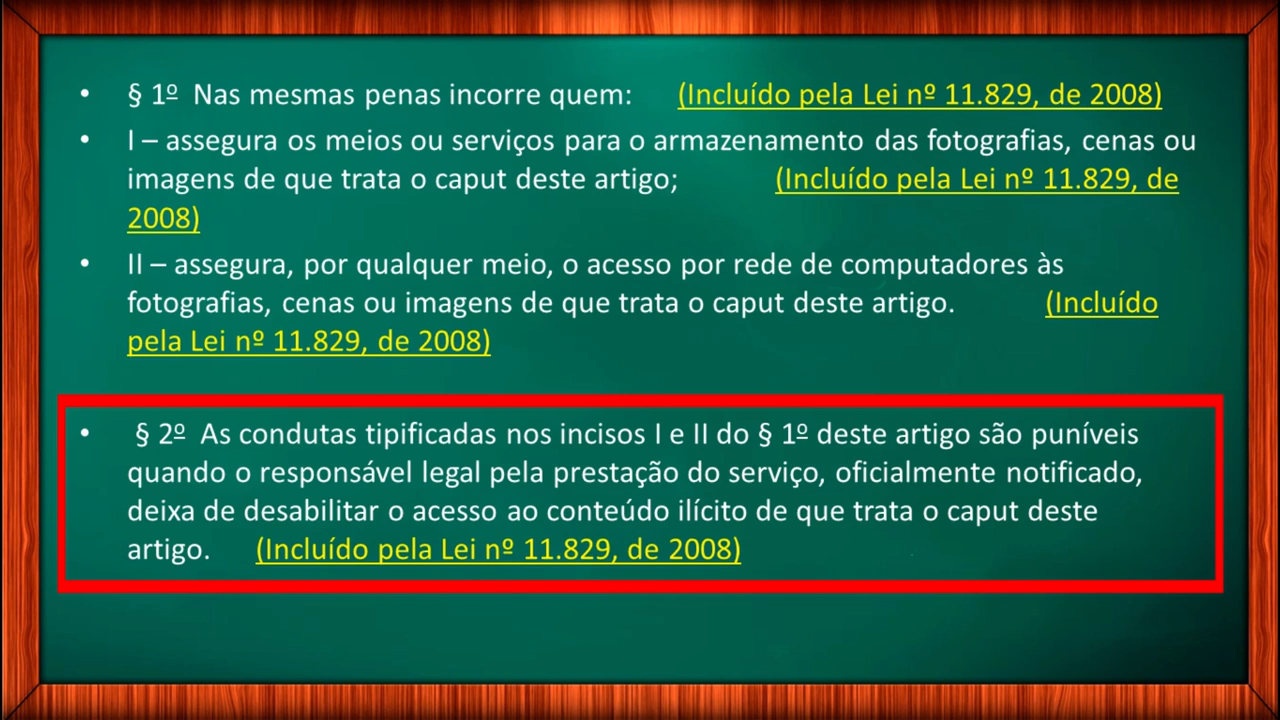 • § 1º Nas mesmas penas incorre quem: (Incluído pela Lei nº 11.829, de 2008)
• I – assegura os meios ou serviços para o armazenamento das fotografias, cenas ou
imagens de que trata o caput deste artigo; (Incluído pela Lei nº 11.829, de
2008)
• II – assegura, por qualquer meio, o acesso por rede de computadores às
fotografias, cenas ou imagens de que trata o caput deste artigo. (Incluído
pela Lei nº 11.829, de 2008)
• § 2º As condutas tipificadas nos incisos I e II do § 1º deste artigo são puníveis
quando o responsável legal pela prestação do serviço, oficialmente notificado,
deixa de desabilitar o acesso ao conteúdo ilícito de que trata o caput deste
artigo. (Incluído pela Lei nº 11.829, de 2008)